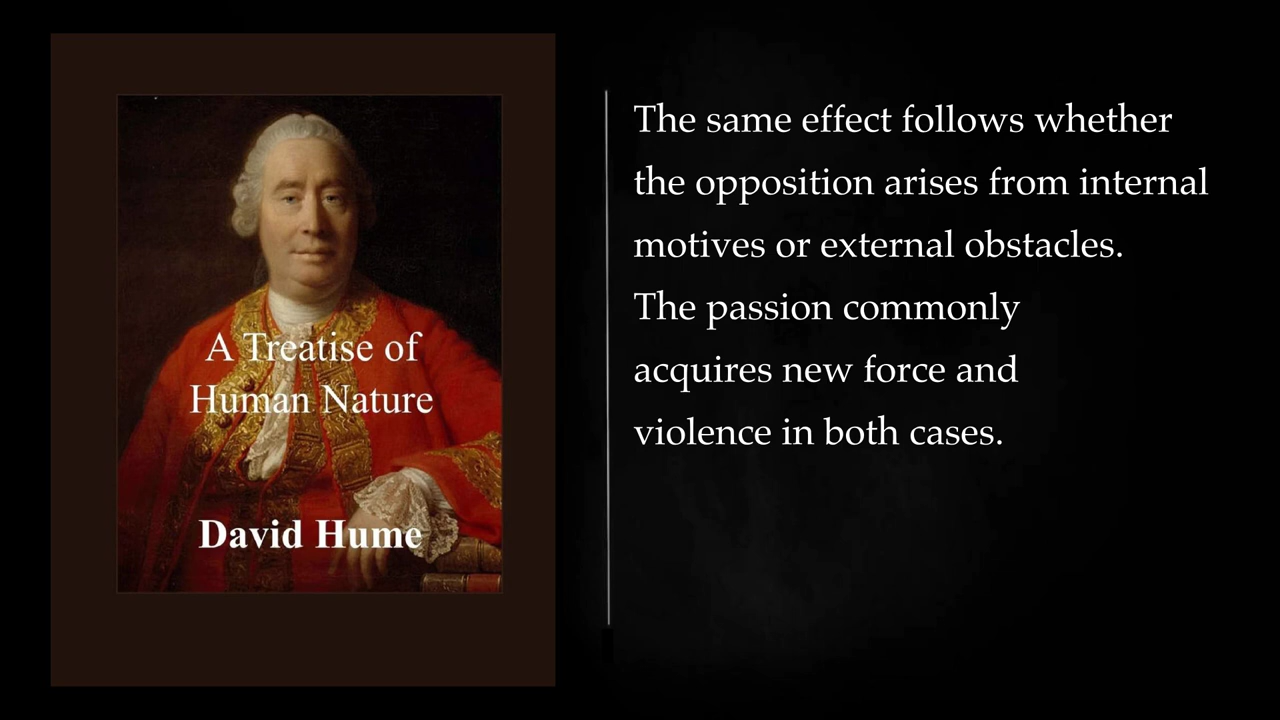 A Treatise of
Human Nature
David Hume
The same effect follows whether
the opposition arises from internal
motives or external obstacles.
The passion commonly
acquires new force and
violence in both cases.